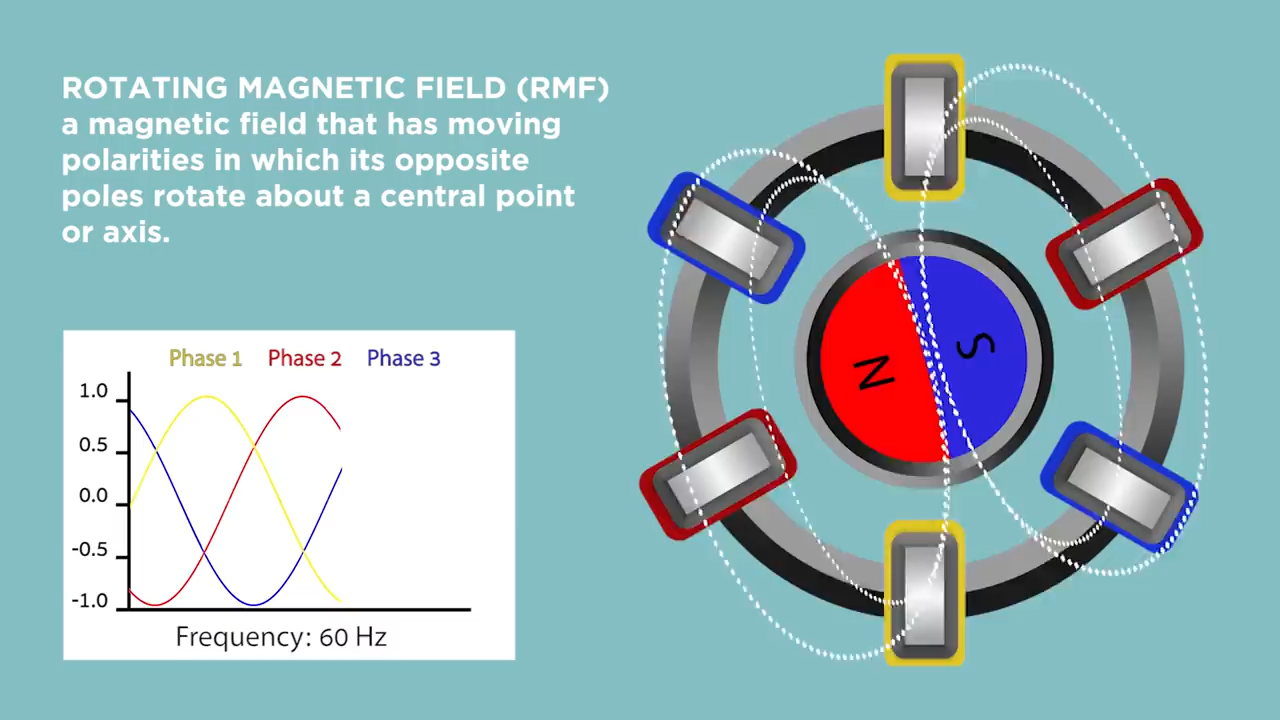 ROTATING MAGNETIC FIELD (RMF)
a magnetic field that has moving
polarities in which its opposite
poles rotate about a central point
or axis.
Phase 1 Phase 2 Phase 3
1.0
0.5
0.0
-0.5
-1.0
Frequency: 60 Hz
N
S